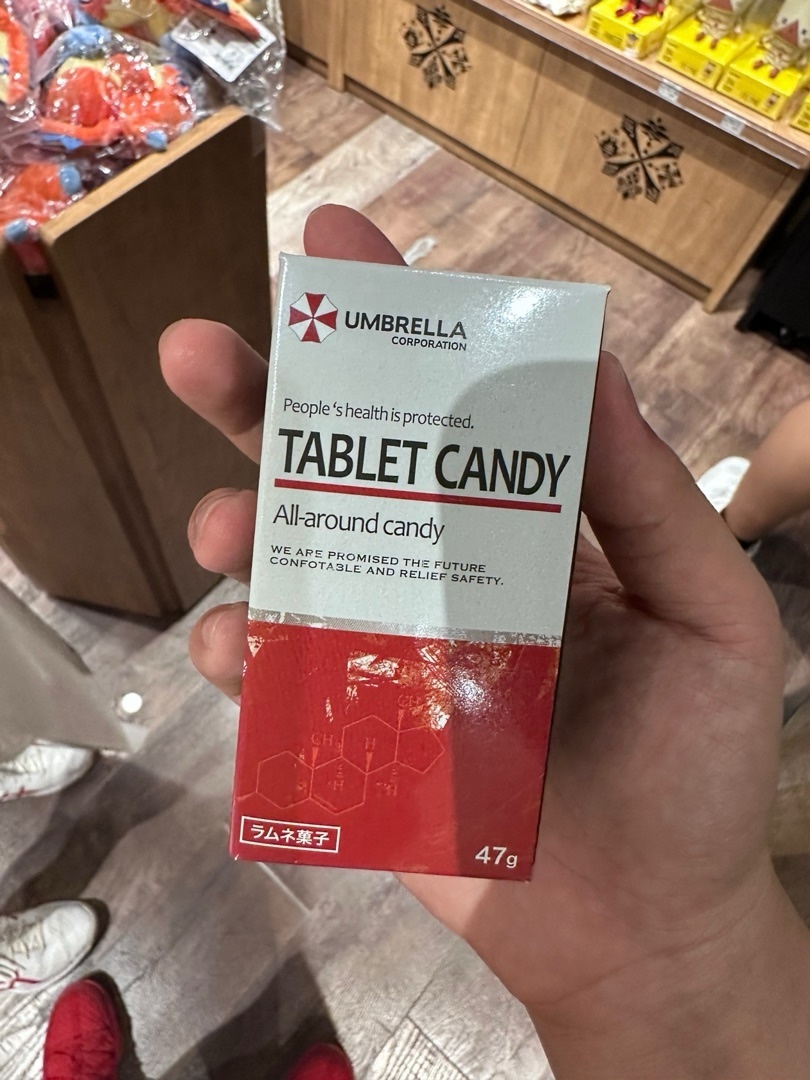 UMBRELLA
CORPORATION
People 's health is protected.
TABLET CANDY
All-around candy
WE ARE PROMISED THE FUTURE
CONFOTABLE AND RELIEF SAFETY.
CH3
H
H
ラムネ菓子
47g